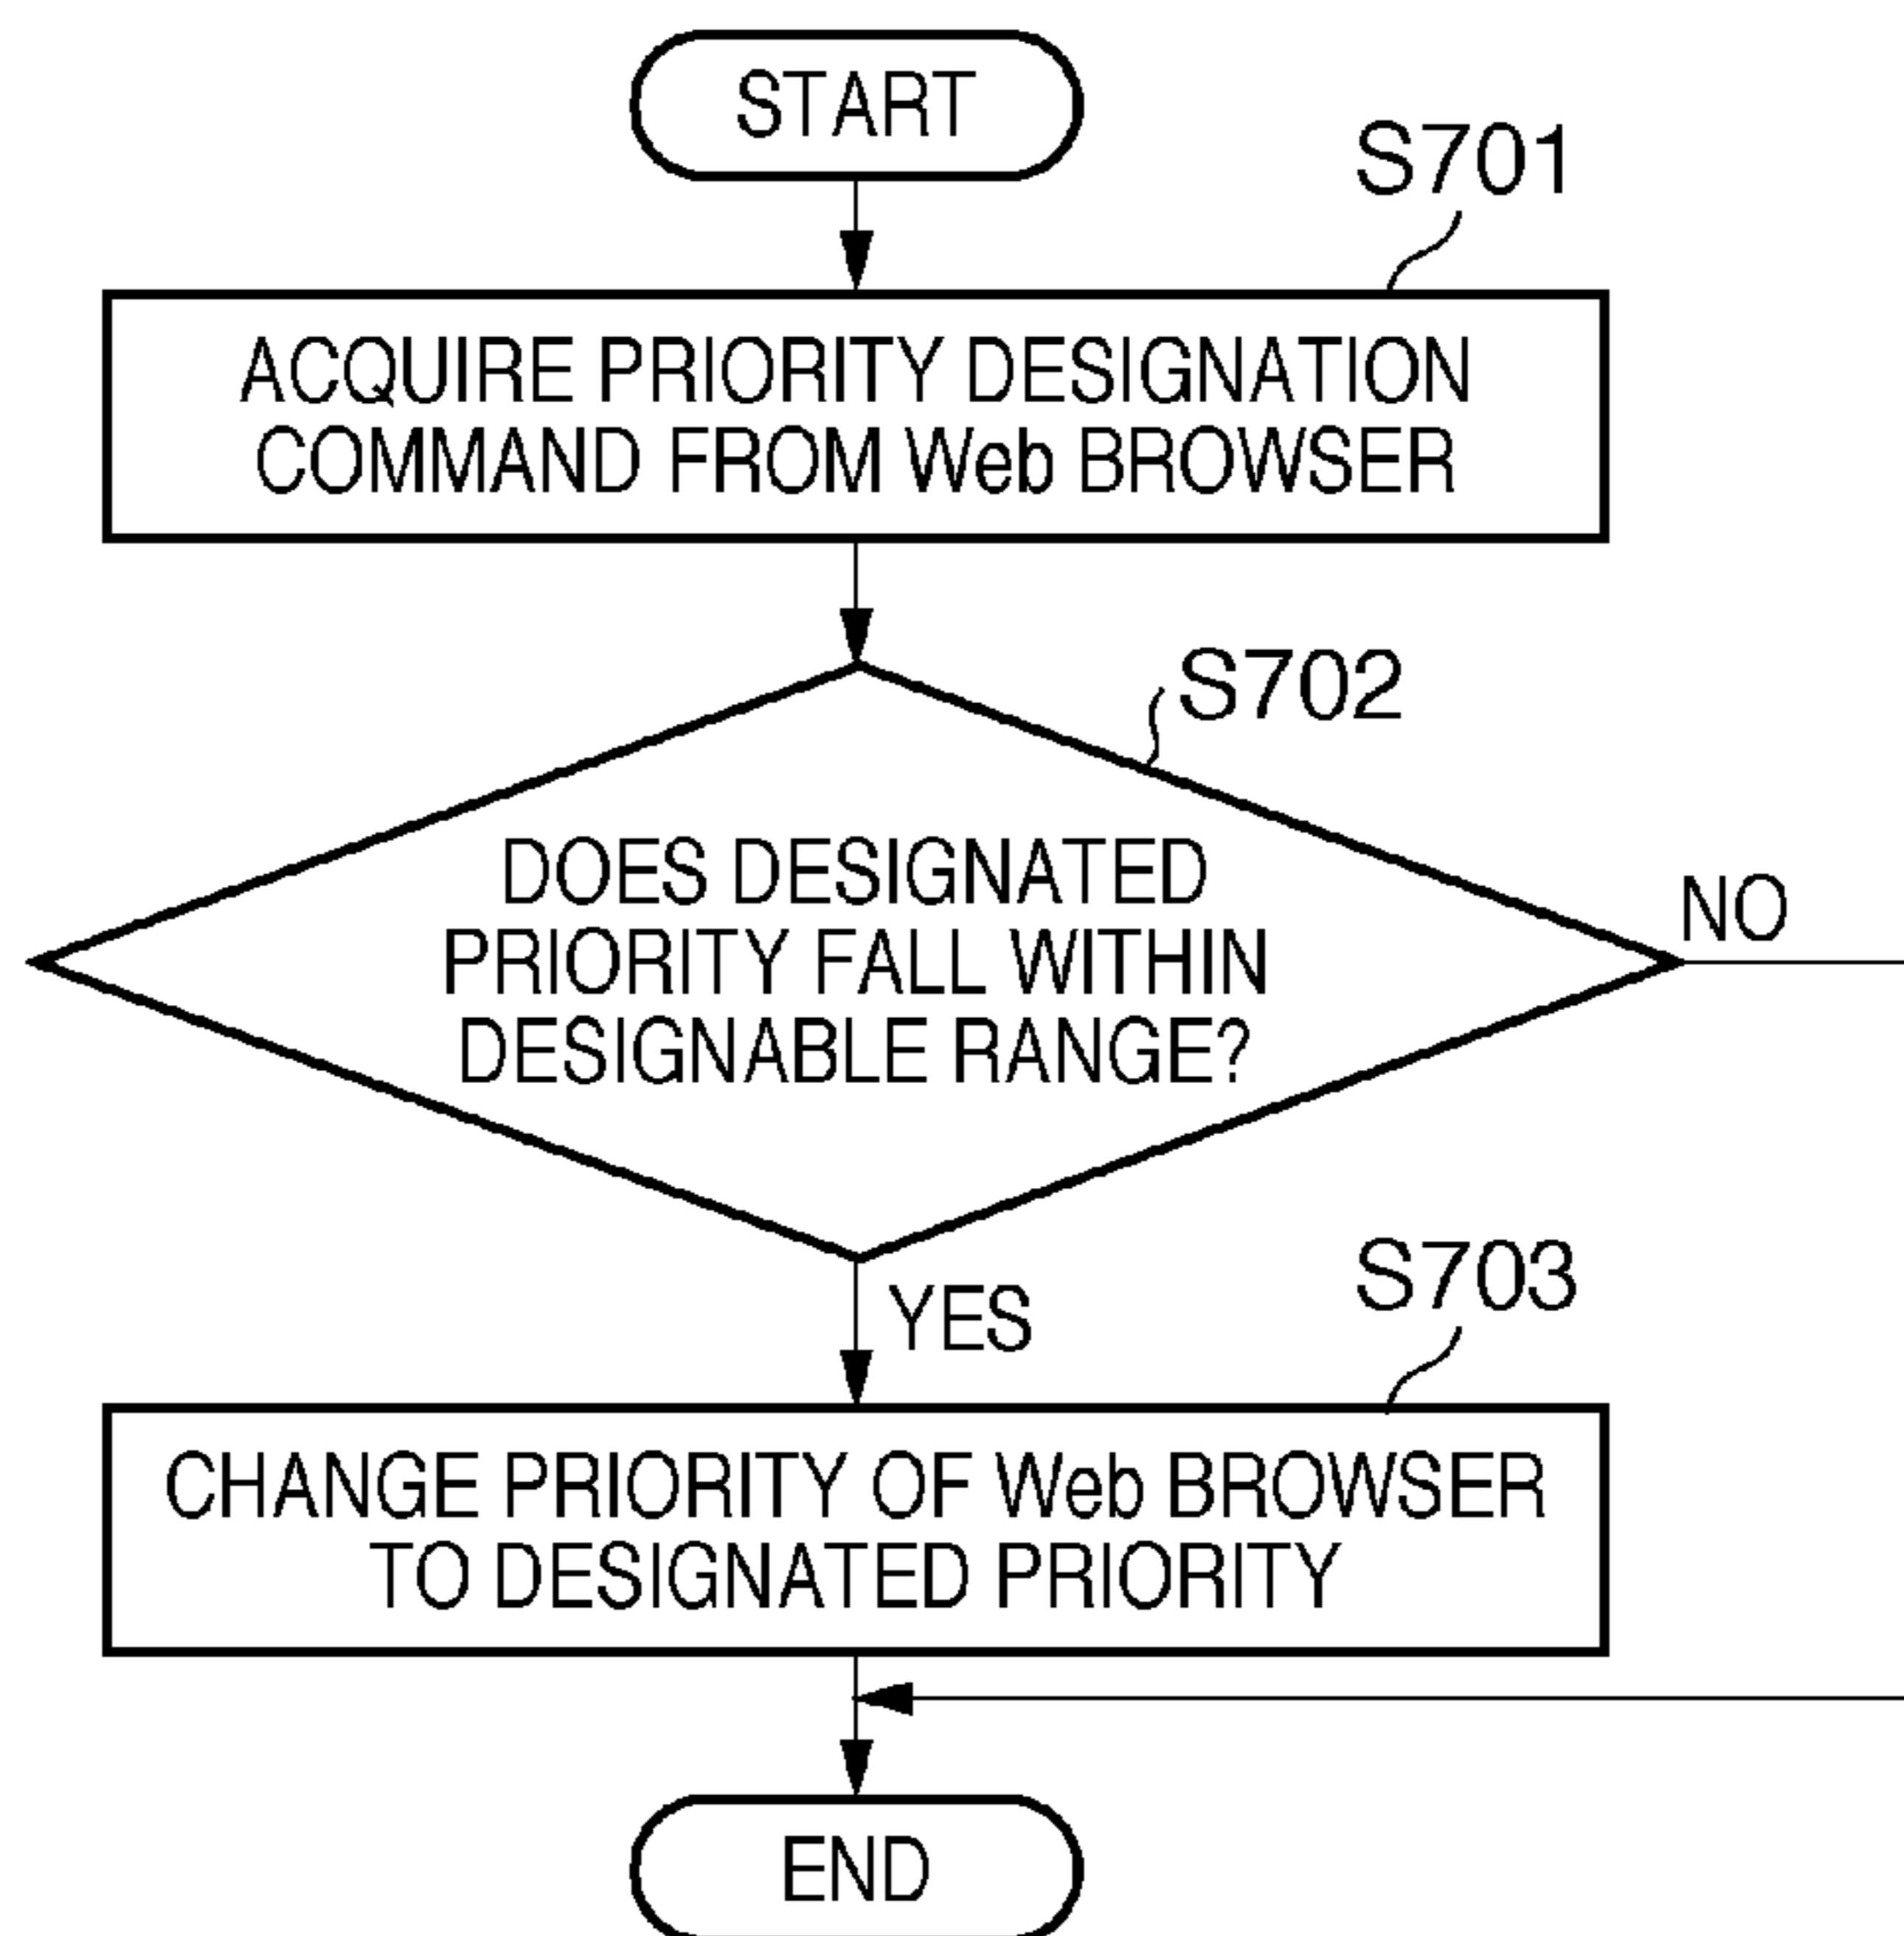 START
S701
ACQUIRE PRIORITY DESIGNATION
COMMAND FROM Web BROWSER
S702
DOES DESIGNATED
PRIORITY FALL WITHIN
DESIGNABLE RANGE?
NO
YES
S703
CHANGE PRIORITY OF Web BROWSER
TO DESIGNATED PRIORITY
END